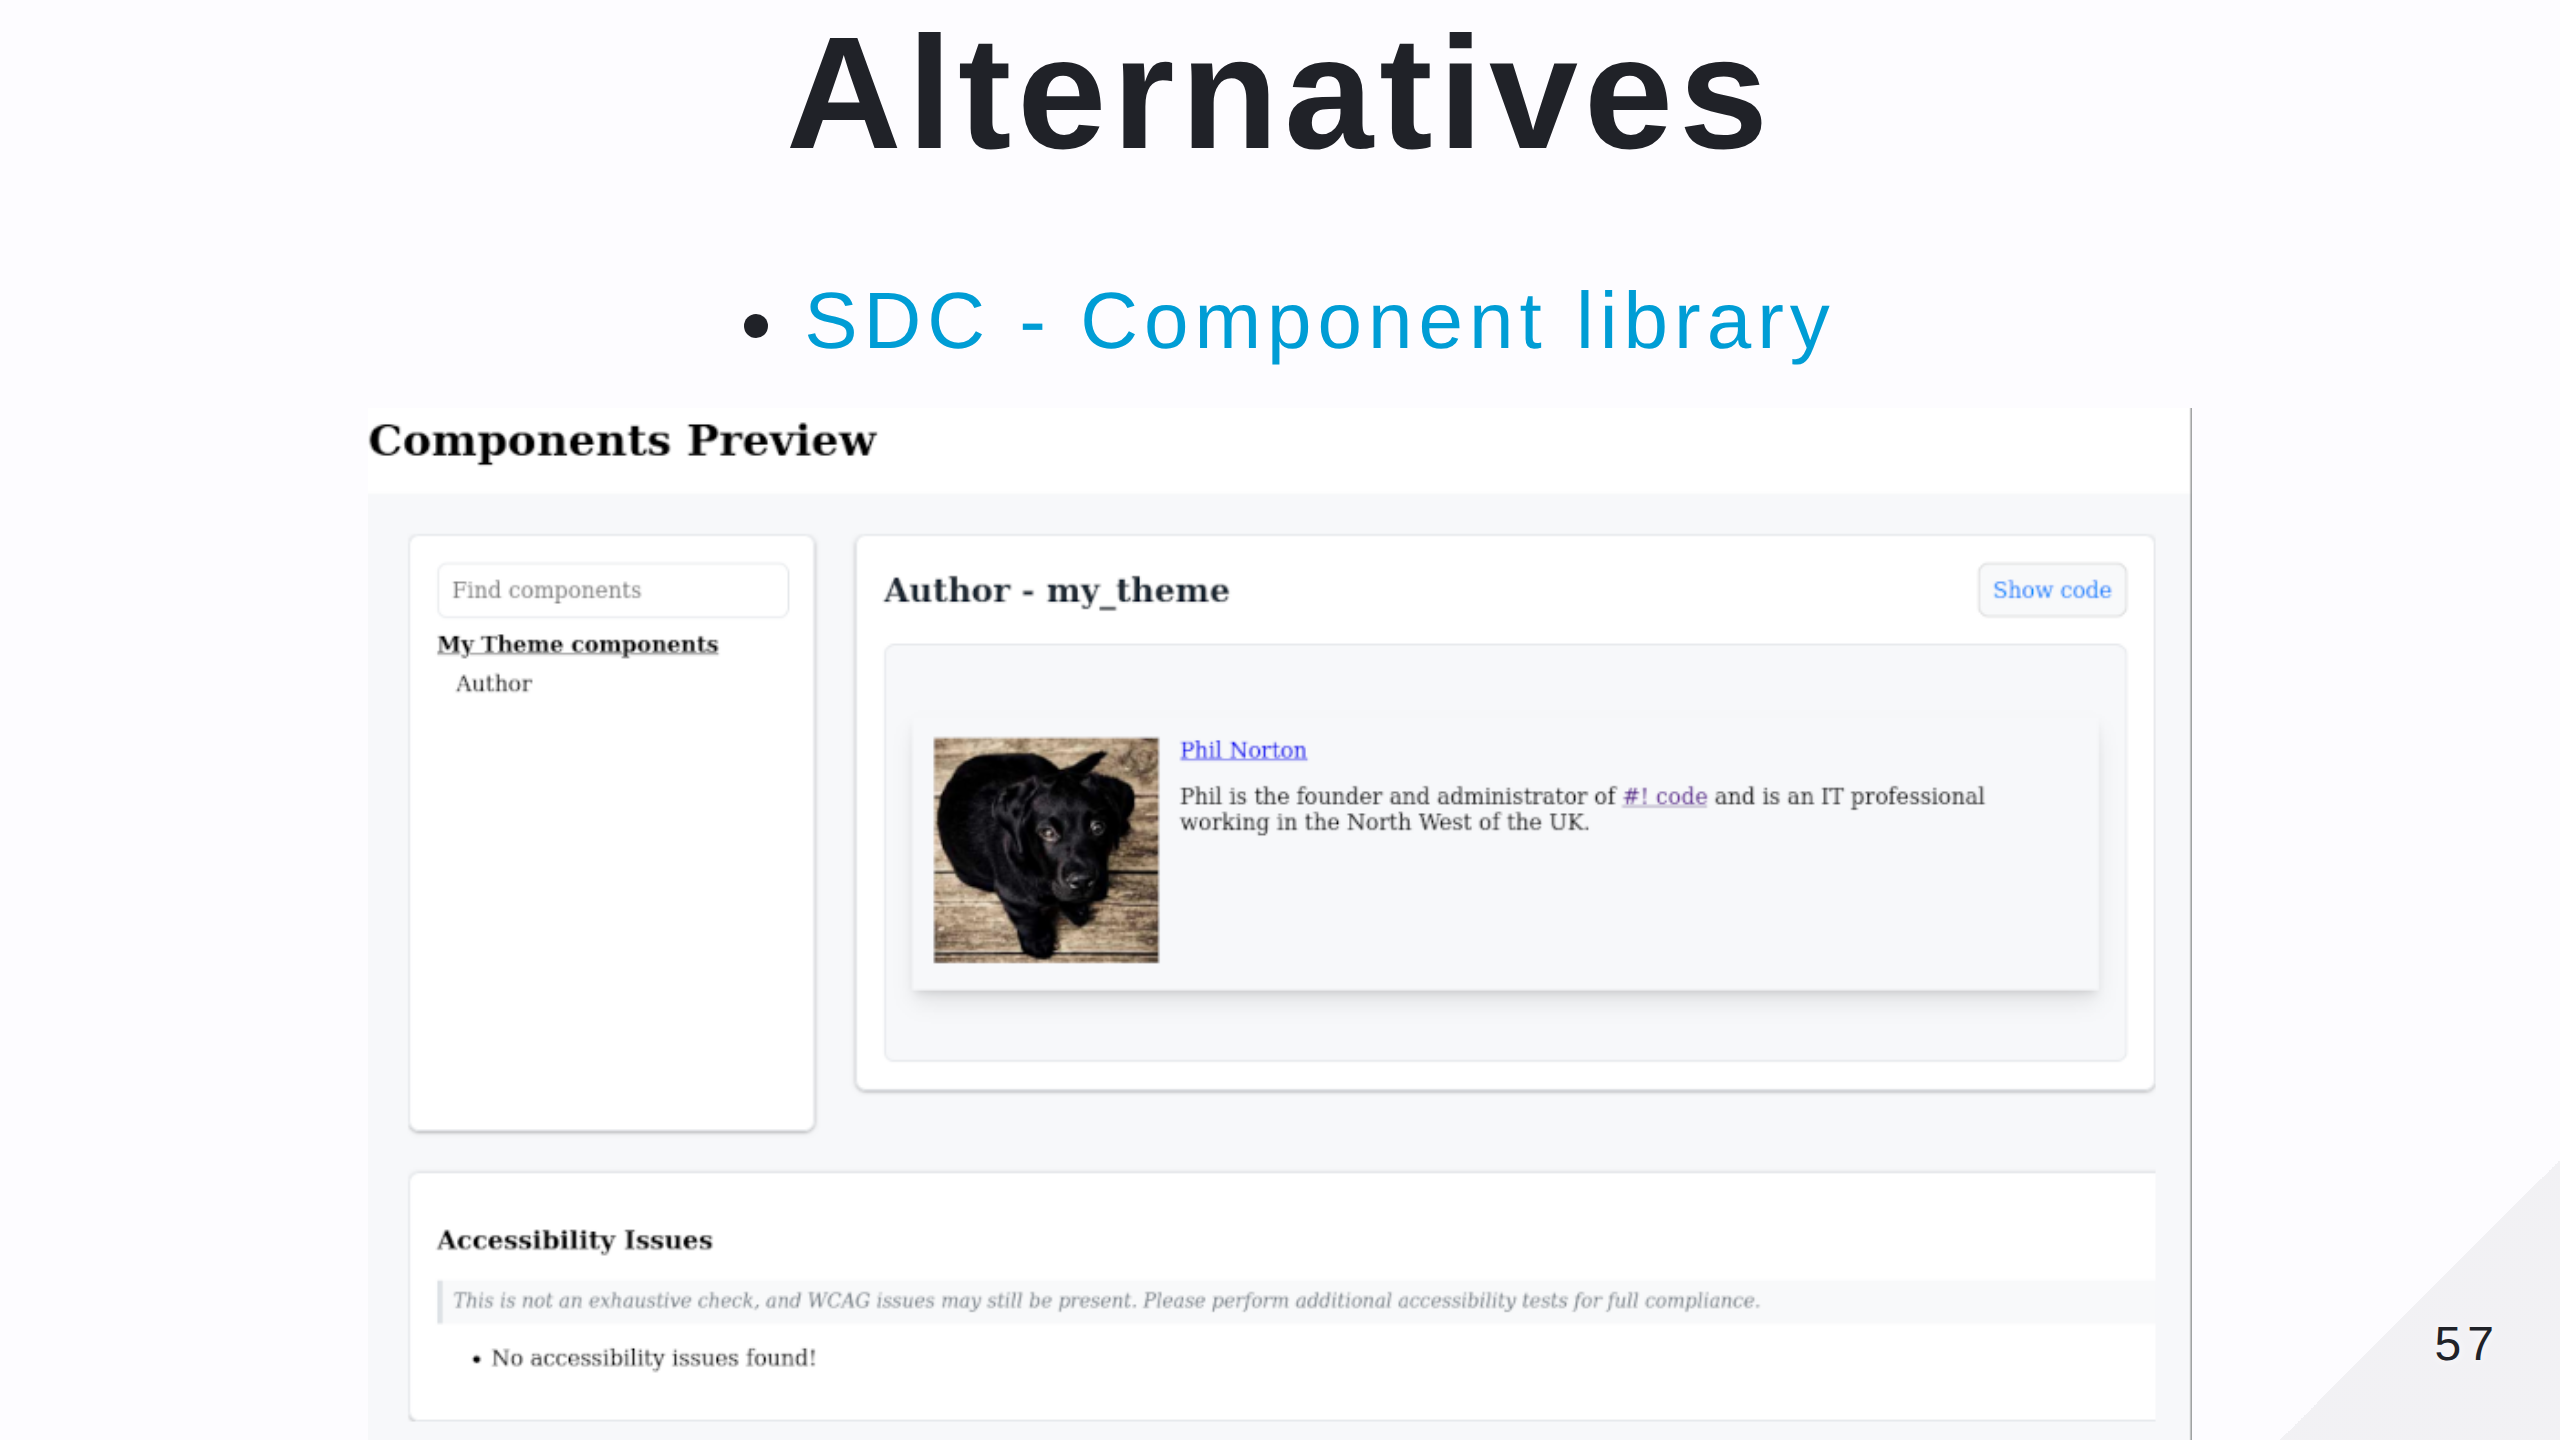 Alternatives
• SDC - Component library
Components Preview
Find components
My Theme components
Author
Author - my_theme
Show code
Phil Norton
Phil is the founder and administrator of #! code and is an IT professional
working in the North West of the UK.
Accessibility Issues
This is not an exhaustive check, and WCAG issues may still be present. Please perform additional accessibility tests for full compliance.
• No accessibility issues found!
57